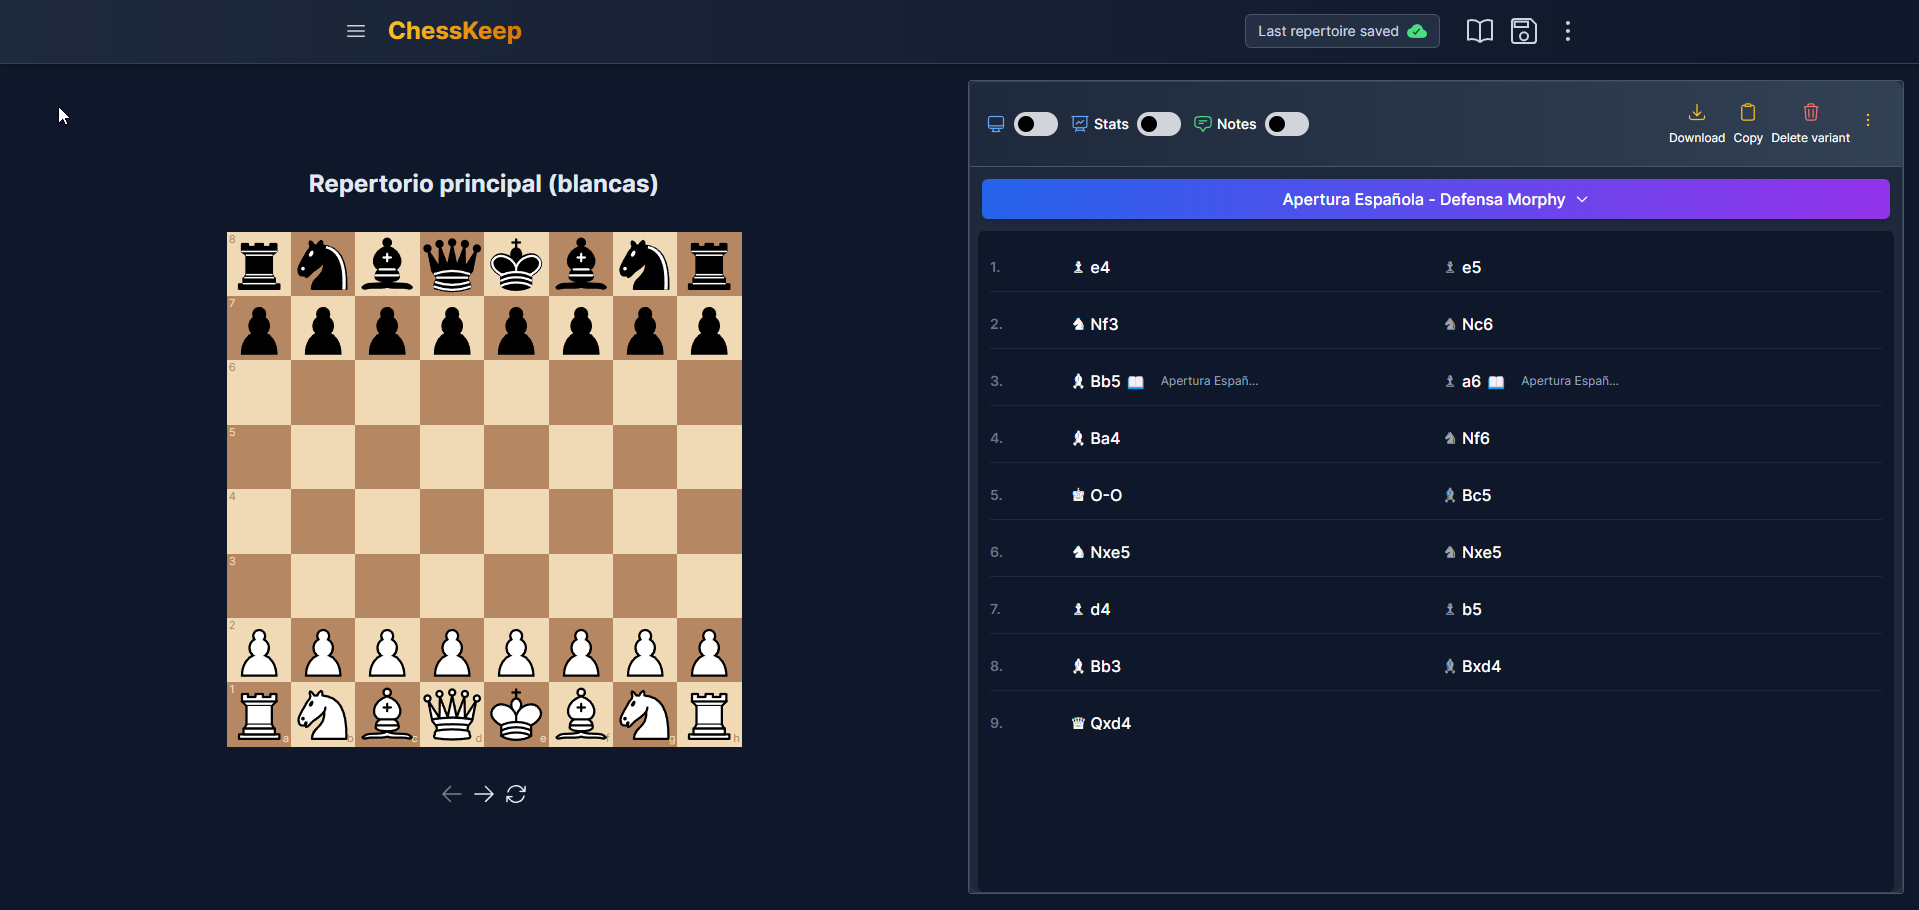 ChessKeep
Last repertoire saved
Stats
Notes
Download
Copy
Delete variant
Repertorio principal (blancas)
Apertura Española - Defensa Morphy
8
7
6
5
4
3
2
1
a b c d e f g h
1. e4 e5
2. Nf3 Nc6
3. Bb5 Apertura Españ... a6 Apertura Españ...
4. Ba4 Nf6
5. O-O Bc5
6. Nxe5 Nxe5
7. d4 b5
8. Bb3 Bxd4
9. Qxd4